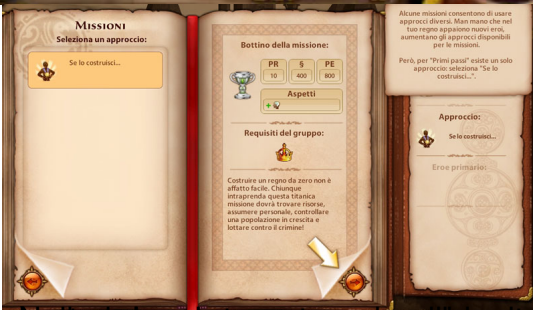 Missioni
Seleziona un approccio:
Se lo costruisci...
Bottino della missione:
PR § PE
10 400 800
Aspetti
+
Requisiti del gruppo:
Costruire un regno da zero non è
affatto facile. Chiunque
intraprenda questa titanica
missione dovrà trovare risorse,
assumere personale, controllare
una popolazione in crescita e
lottare contro il crimine!
Alcune missioni consentono di usare
approcci diversi. Man mano che nel
tuo regno appaiono nuovi eroi,
aumentano gli approcci disponibili
per le missioni.
Però, per "Primi passi" esiste un solo
approccio: seleziona "Se lo
costruisci...".
Approccio:
Se lo costruisci...
Eroe primario: